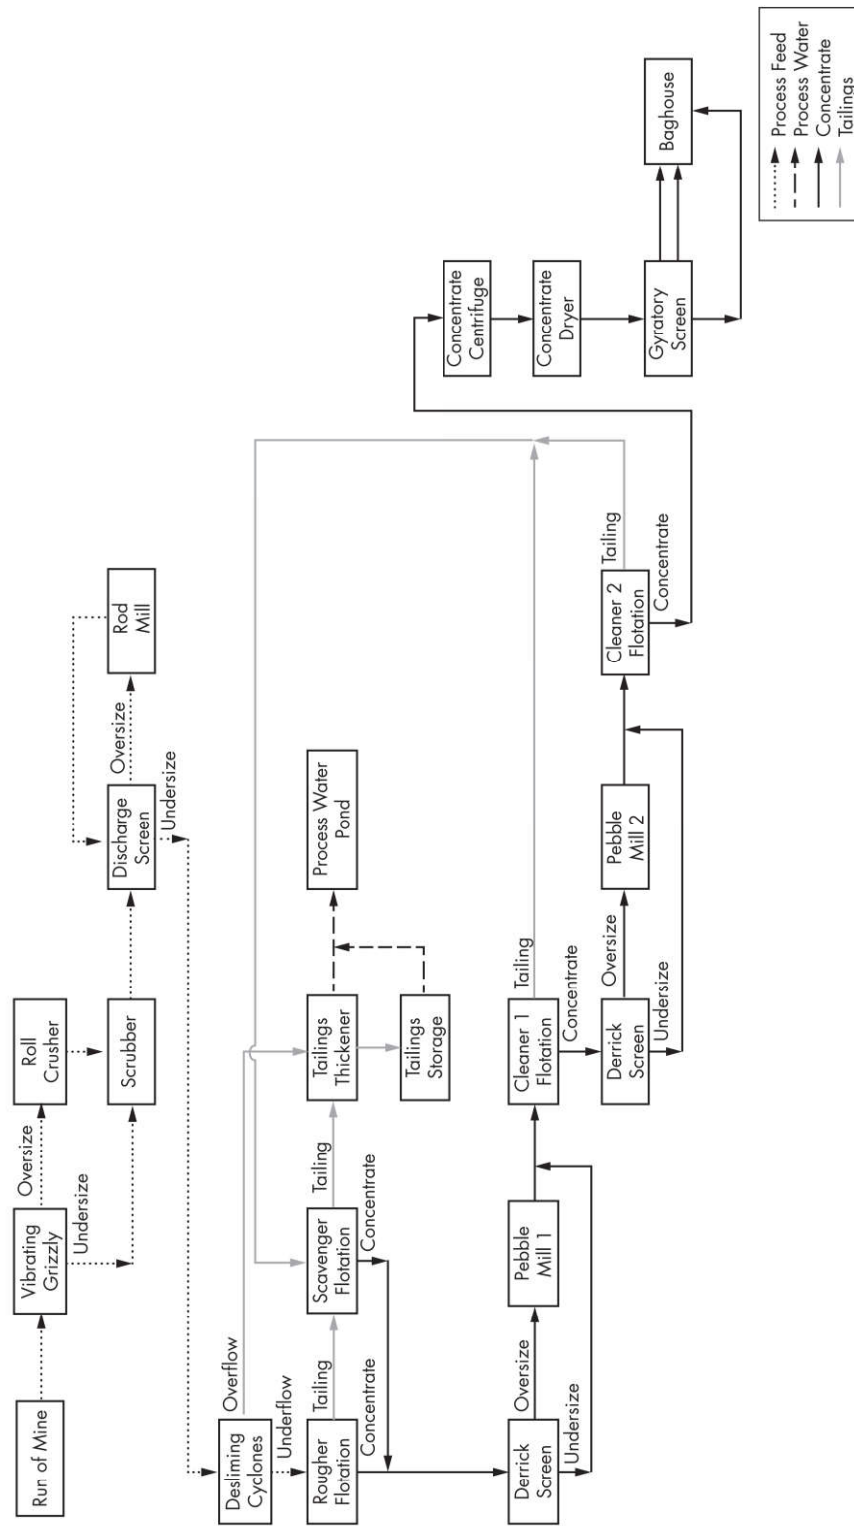 Run of Mine
Vibrating
Grizzly
Oversize
Undersize
Roll
Crusher
Scrubber
Discharge
Screen
Oversize
Undersize
Rod
Mill
Desliming
Cyclones
Overflow
Underflow
Rougher
Flotation
Tailing
Concentrate
Scavenger
Flotation
Tailing
Concentrate
Tailings
Thickener
Tailings
Storage
Process Water
Pond
Derrick
Screen
Oversize
Undersize
Pebble
Mill 1
Cleaner 1
Flotation
Tailing
Concentrate
Derrick
Screen
Oversize
Undersize
Pebble
Mill 2
Cleaner 2
Flotation
Tailing
Concentrate
Concentrate
Centrifuge
Concentrate
Dryer
Gyratory
Screen
Baghouse
Process Feed
Process Water
Concentrate
Tailings